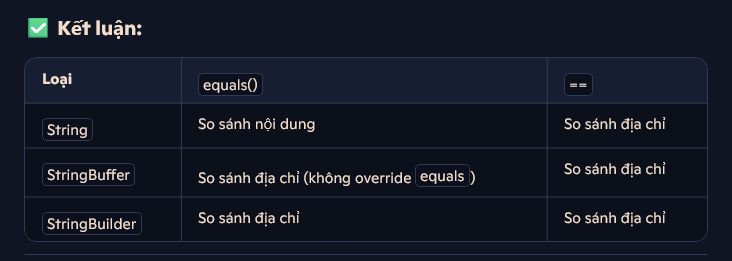 ✅ Kết luận:
Loại equals() ==
String So sánh nội dung So sánh địa chỉ
StringBuffer So sánh địa chỉ (không override equals) So sánh địa chỉ
StringBuilder So sánh địa chỉ So sánh địa chỉ